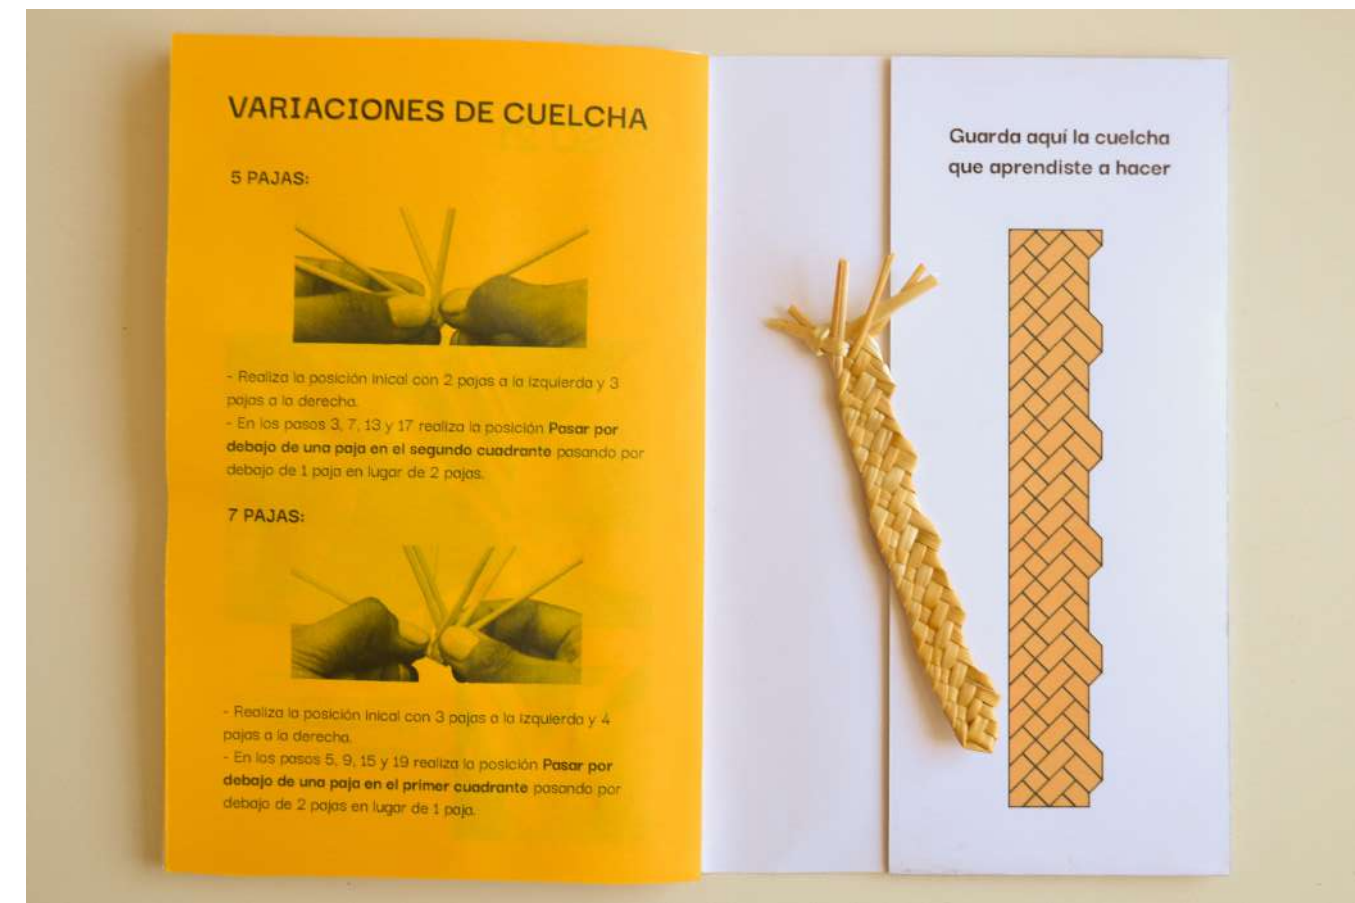 VARIACIONES DE CUELCHA
5 PAJAS:
- Realiza la posición inical con 2 pajas a la izquierda y 3
pajas a la derecha.
- En los pasos 3, 7, 13 y 17 realiza la posición Pasar por
debajo de una paja en el segundo cuadrante pasando por
debajo de 1 paja en lugar de 2 pajas.
7 PAJAS:
- Realiza la posición inical con 3 pajas a la izquierda y 4
pajas a la derecha.
- En los pasos 5, 9, 15 y 19 realiza la posición Pasar por
debajo de una paja en el primer cuadrante pasando por
debajo de 2 pajas en lugar de 1 paja.
Guarda aquí la cuelcha
que aprendiste a hacer